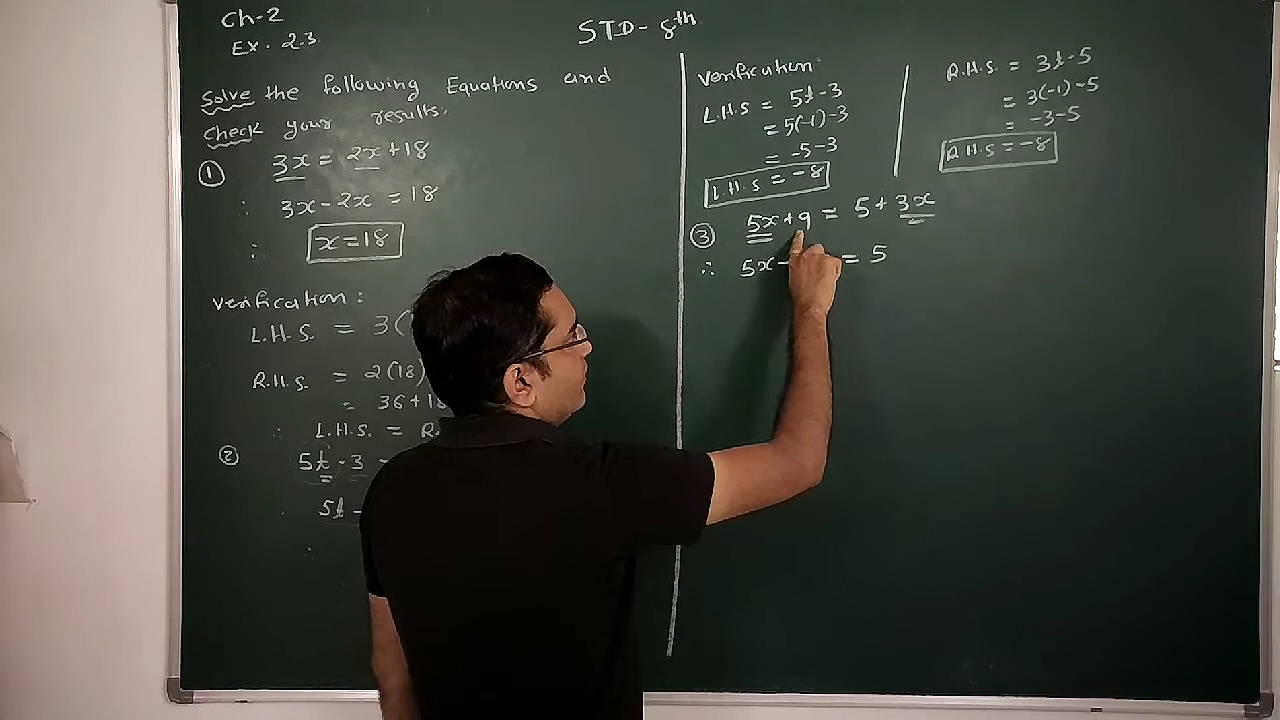 Ch-2
Ex. 2.3
STD- 8th
Solve the following Equations and
Check your results.
① 3x = 2x+18
∴ 3x-2x = 18
∴ x=18
Verification:
L.H.S. = 3(
R.H.S. = 2(18)
= 36+18
∴ L.H.S. = R.
② 5t-3 =
5t-
Verification:
L.H.S = 5t-3
= 5(-1)-3
= -5-3
L.H.S = -8
R.H.S. = 3t-5
= 3(-1)-5
= -3-5
R.H.S = -8
③ 5x+9 = 5+3x
∴ 5x- = 5